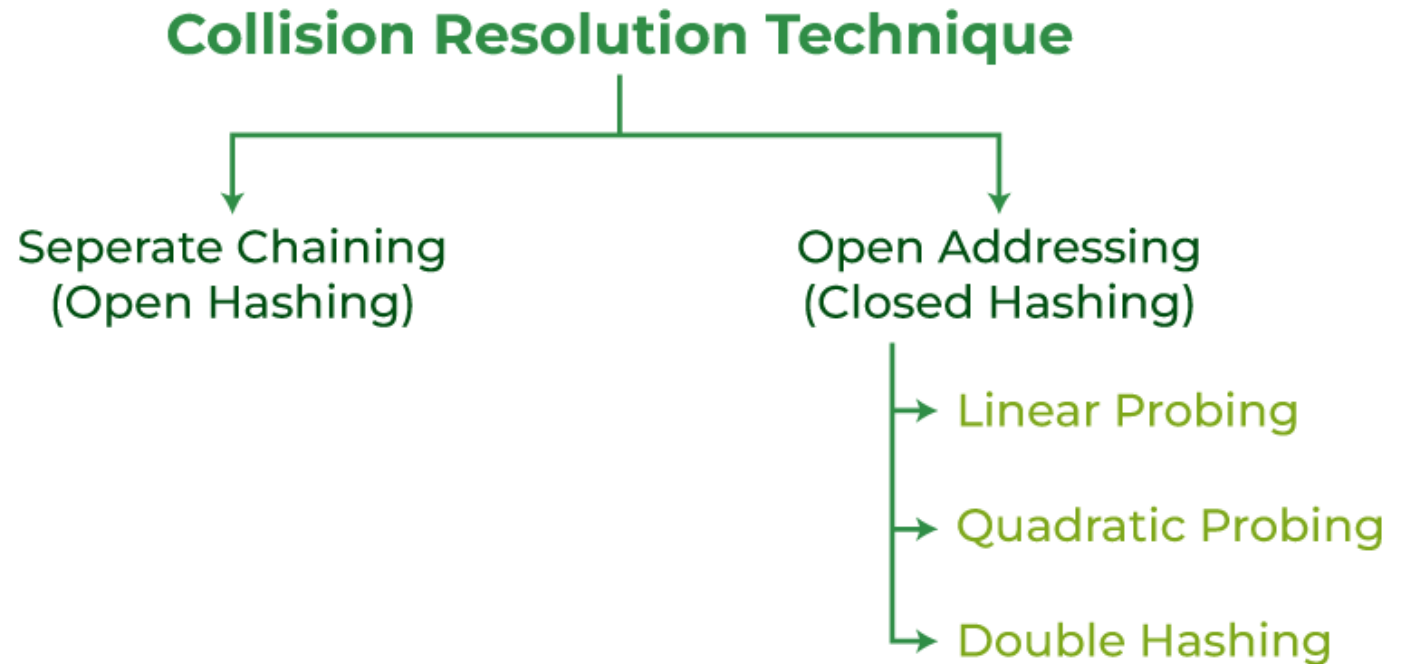 Collision Resolution Technique
Seperate Chaining
(Open Hashing)
Open Addressing
(Closed Hashing)
Linear Probing
Quadratic Probing
Double Hashing